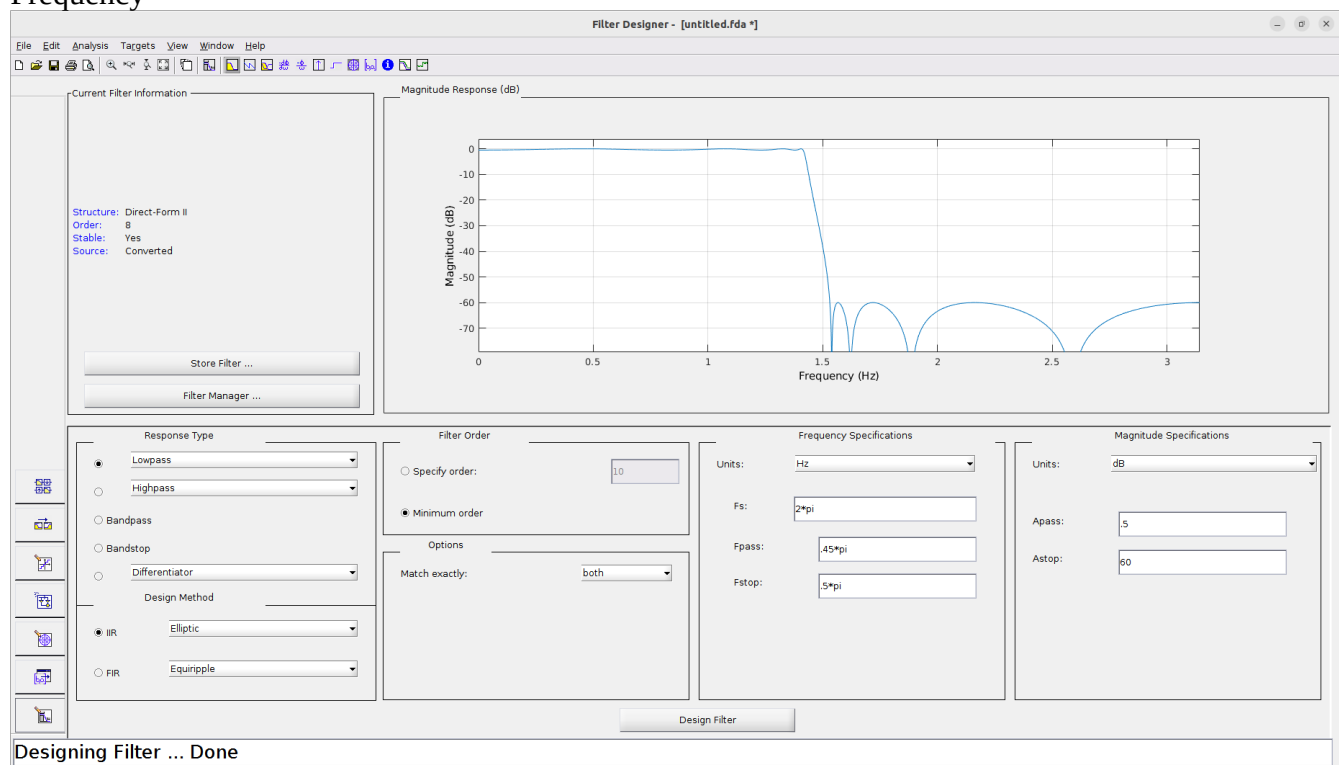 Frequency
Filter Designer - [untitled.fda *]
File Edit Analysis Targets View Window Help
Current Filter Information
Structure: Direct-Form II
Order: 8
Stable: Yes
Source: Converted
Store Filter ...
Filter Manager ...
Magnitude Response (dB)
Magnitude (dB)
0
-10
-20
-30
-40
-50
-60
-70
0 0.5 1 1.5 2 2.5 3
Frequency (Hz)
Response Type
Lowpass
Highpass
Bandpass
Bandstop
Differentiator
Design Method
IIR Elliptic
FIR Equiripple
Filter Order
Specify order: 10
Minimum order
Options
Match exactly: both
Frequency Specifications
Units: Hz
Fs: 2*pi
Fpass: .45*pi
Fstop: .5*pi
Magnitude Specifications
Units: dB
Apass: .5
Astop: 60
Design Filter
Designing Filter ... Done